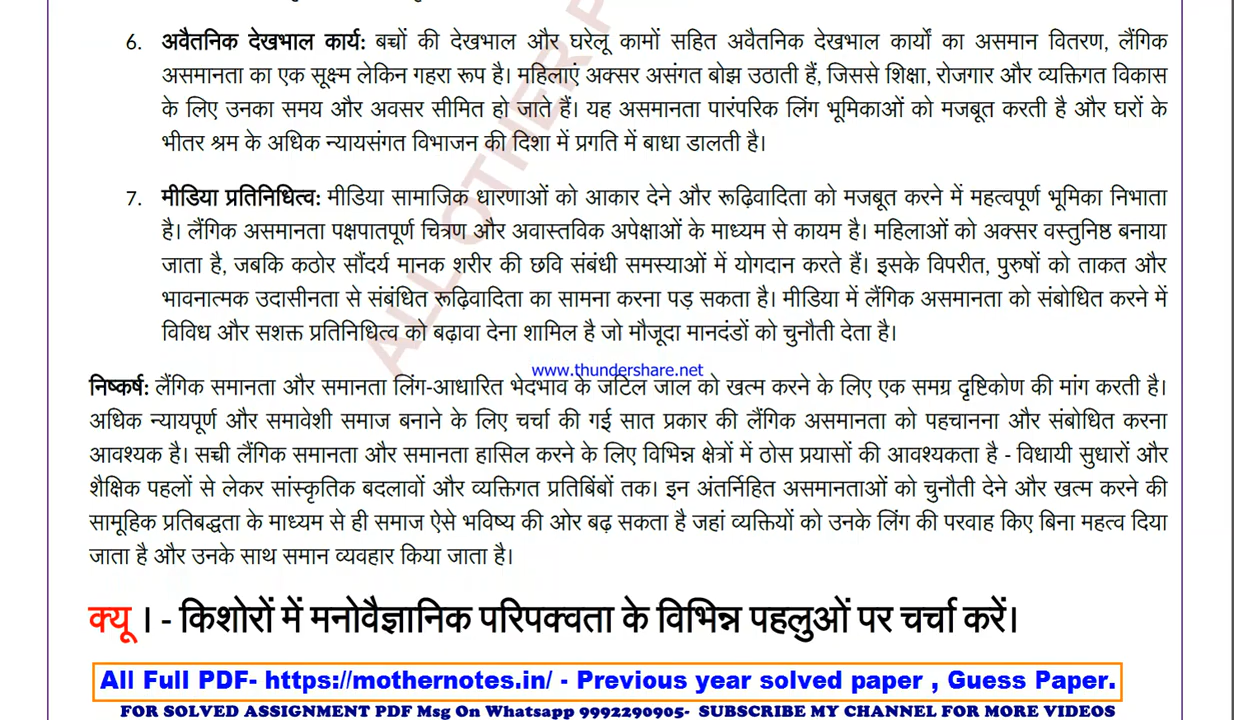 6. अवैतनिक देखभाल कार्य: बच्चों की देखभाल और घरेलू कामों सहित अवैतनिक देखभाल कार्यों का असमान वितरण, लैंगिक
असमानता का एक सूक्ष्म लेकिन गहरा रूप है। महिलाएं अक्सर असंगत बोझ उठाती हैं, जिससे शिक्षा, रोजगार और व्यक्तिगत विकास
के लिए उनका समय और अवसर सीमित हो जाते हैं। यह असमानता पारंपरिक लिंग भूमिकाओं को मजबूत करती है और घरों के
भीतर श्रम के अधिक न्यायसंगत विभाजन की दिशा में प्रगति में बाधा डालती है।
7. मीडिया प्रतिनिधित्व: मीडिया सामाजिक धारणाओं को आकार देने और रूढ़िवादिता को मजबूत करने में महत्वपूर्ण भूमिका निभाता
है। लैंगिक असमानता पक्षपातपूर्ण चित्रण और अवास्तविक अपेक्षाओं के माध्यम से कायम है। महिलाओं को अक्सर वस्तुनिष्ठ बनाया
जाता है, जबकि कठोर सौंदर्य मानक शरीर की छवि संबंधी समस्याओं में योगदान करते हैं। इसके विपरीत, पुरुषों को ताकत और
भावनात्मक उदासीनता से संबंधित रूढ़िवादिता का सामना करना पड़ सकता है। मीडिया में लैंगिक असमानता को संबोधित करने में
विविध और सशक्त प्रतिनिधित्व को बढ़ावा देना शामिल है जो मौजूदा मानदंडों को चुनौती देता है।
www.thundershare.net
निष्कर्ष: लैंगिक समानता और समानता लिंग-आधारित भेदभाव के जटिल जाल को खत्म करने के लिए एक समग्र दृष्टिकोण की मांग करती है।
अधिक न्यायपूर्ण और समावेशी समाज बनाने के लिए चर्चा की गई सात प्रकार की लैंगिक असमानता को पहचानना और संबोधित करना
आवश्यक है। सच्ची लैंगिक समानता और समानता हासिल करने के लिए विभिन्न क्षेत्रों में ठोस प्रयासों की आवश्यकता है - विधायी सुधारों और
शैक्षिक पहलों से लेकर सांस्कृतिक बदलावों और व्यक्तिगत प्रतिबिंबों तक। इन अंतर्निहित असमानताओं को चुनौती देने और खत्म करने की
सामूहिक प्रतिबद्धता के माध्यम से ही समाज ऐसे भविष्य की ओर बढ़ सकता है जहां व्यक्तियों को उनके लिंग की परवाह किए बिना महत्व दिया
जाता है और उनके साथ समान व्यवहार किया जाता है।
क्यू । - किशोरों में मनोवैज्ञानिक परिपक्वता के विभिन्न पहलुओं पर चर्चा करें।
All Full PDF- https://mothernotes.in/ - Previous year solved paper , Guess Paper.
FOR SOLVED ASSIGNMENT PDF Msg On Whatsapp 9992290905- SUBSCRIBE MY CHANNEL FOR MORE VIDEOS
ALL OTHER